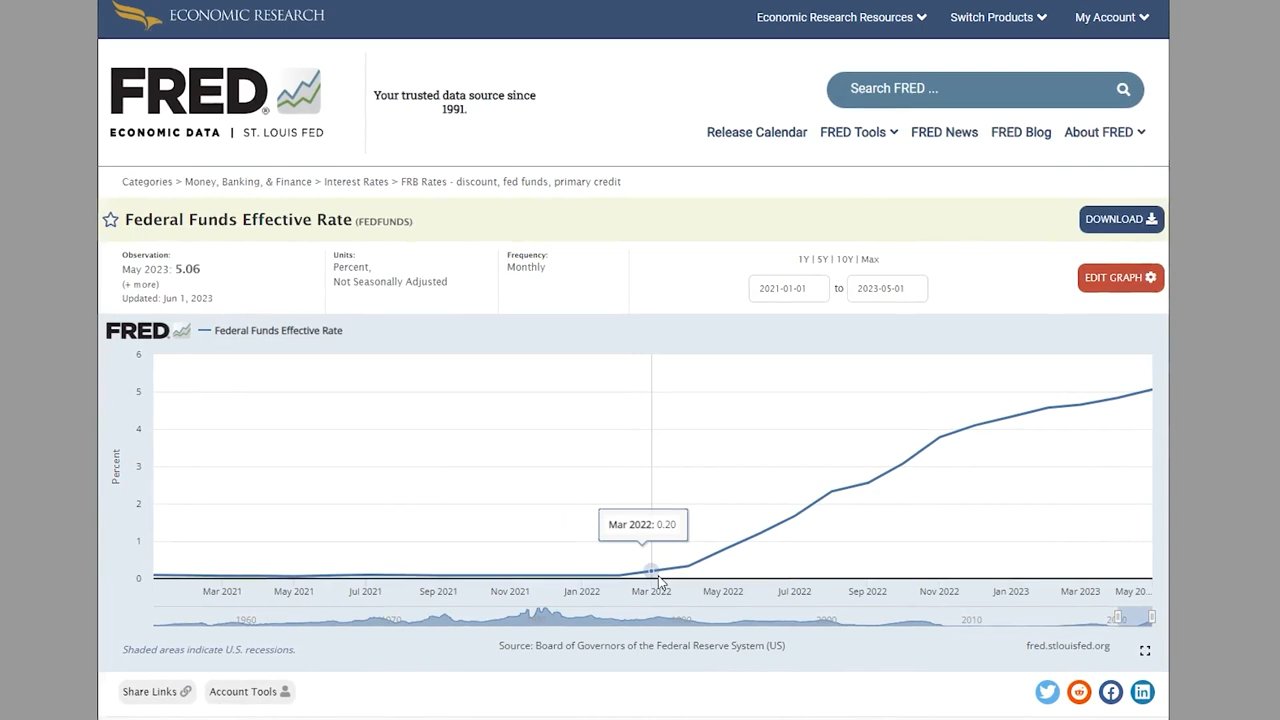 ECONOMIC RESEARCH
Economic Research Resources
Switch Products
My Account
FRED®
ECONOMIC DATA | ST. LOUIS FED
Your trusted data source since
1991.
Search FRED ...
Release Calendar
FRED Tools
FRED News
FRED Blog
About FRED
Categories > Money, Banking, & Finance > Interest Rates > FRB Rates - discount, fed funds, primary credit
Federal Funds Effective Rate (FEDFUNDS)
DOWNLOAD
Observation:
May 2023: 5.06
(+ more)
Updated: Jun 1, 2023
Units:
Percent,
Not Seasonally Adjusted
Frequency:
Monthly
1Y | 5Y | 10Y | Max
2021-01-01 to 2023-05-01
EDIT GRAPH
FRED
Federal Funds Effective Rate
Percent
6
5
4
3
2
1
0
Mar 2022: 0.20
Mar 2021 May 2021 Jul 2021 Sep 2021 Nov 2021 Jan 2022 Mar 2022 May 2022 Jul 2022 Sep 2022 Nov 2022 Jan 2023 Mar 2023 May 20...
1960 2000 2010
Shaded areas indicate U.S. recessions.
Source: Board of Governors of the Federal Reserve System (US)
fred.stlouisfed.org
Share Links
Account Tools